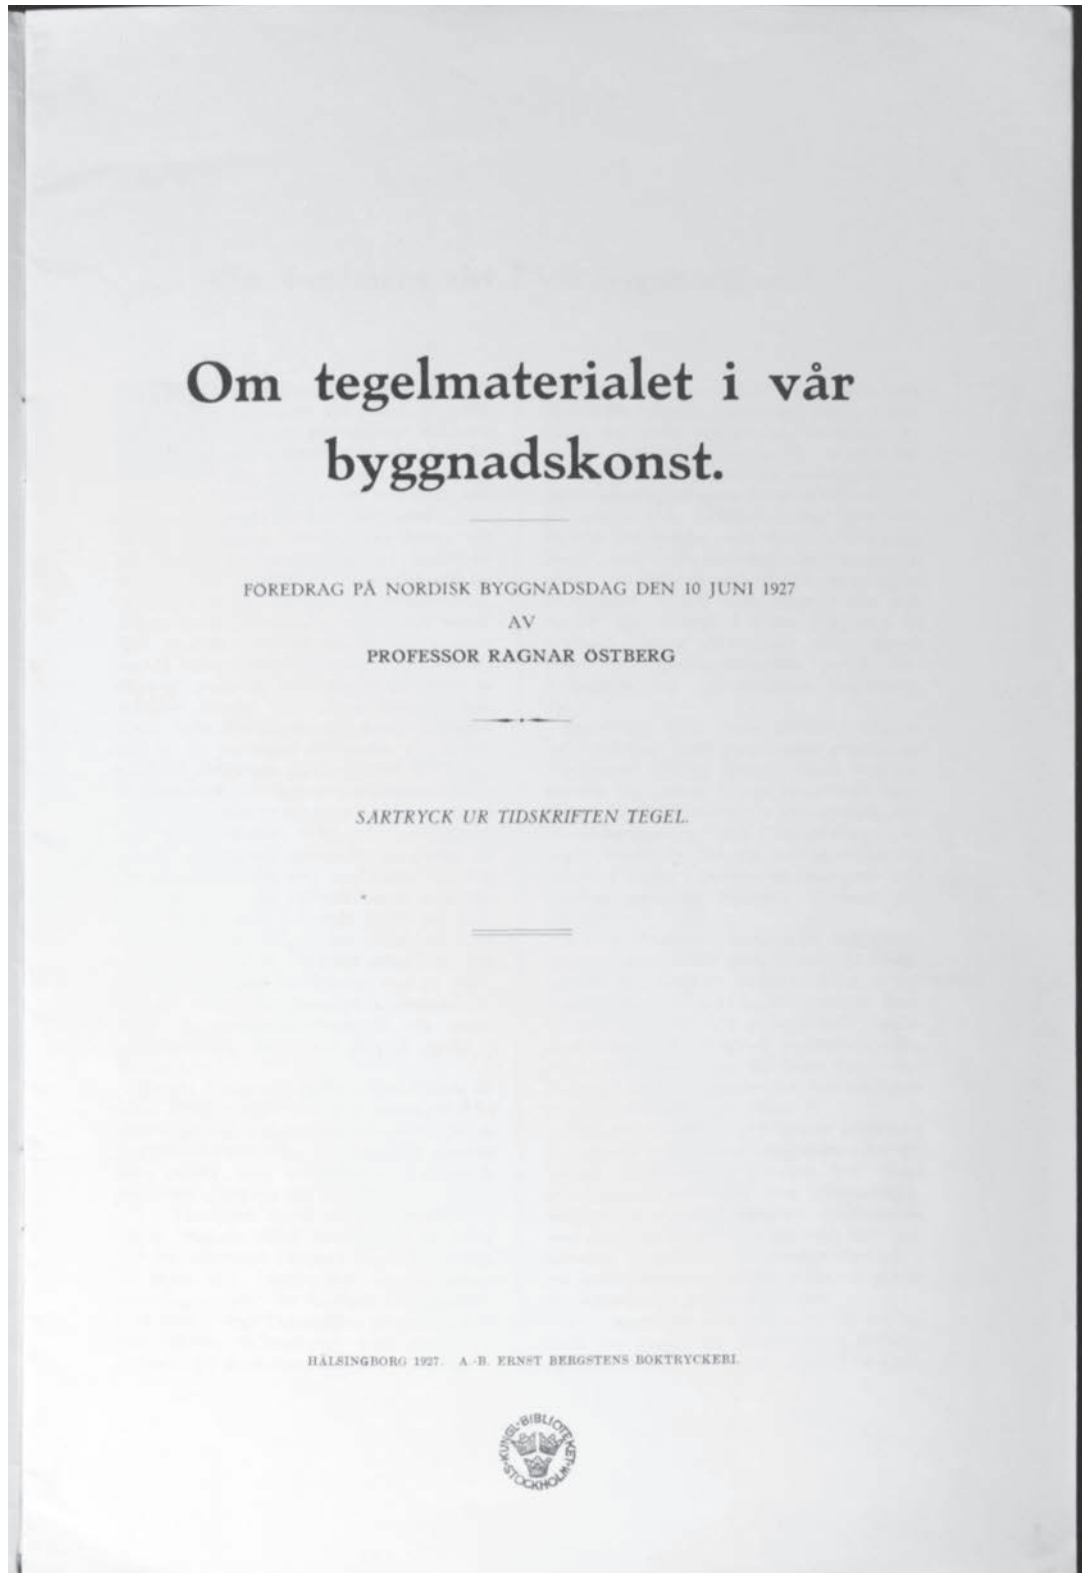 Om tegelmaterialet i vår
byggnadskonst.
FÖREDRAG PÅ NORDISK BYGGNADSDAG DEN 10 JUNI 1927
AV
PROFESSOR RAGNAR ÖSTBERG
SÄRTRYCK UR TIDSKRIFTEN TEGEL.
HÄLSINGBORG 1927. A.-B. ERNST BERGSTENS BOKTRYCKERI.
KUNGL. BIBLIOTEKET
STOCKHOLM